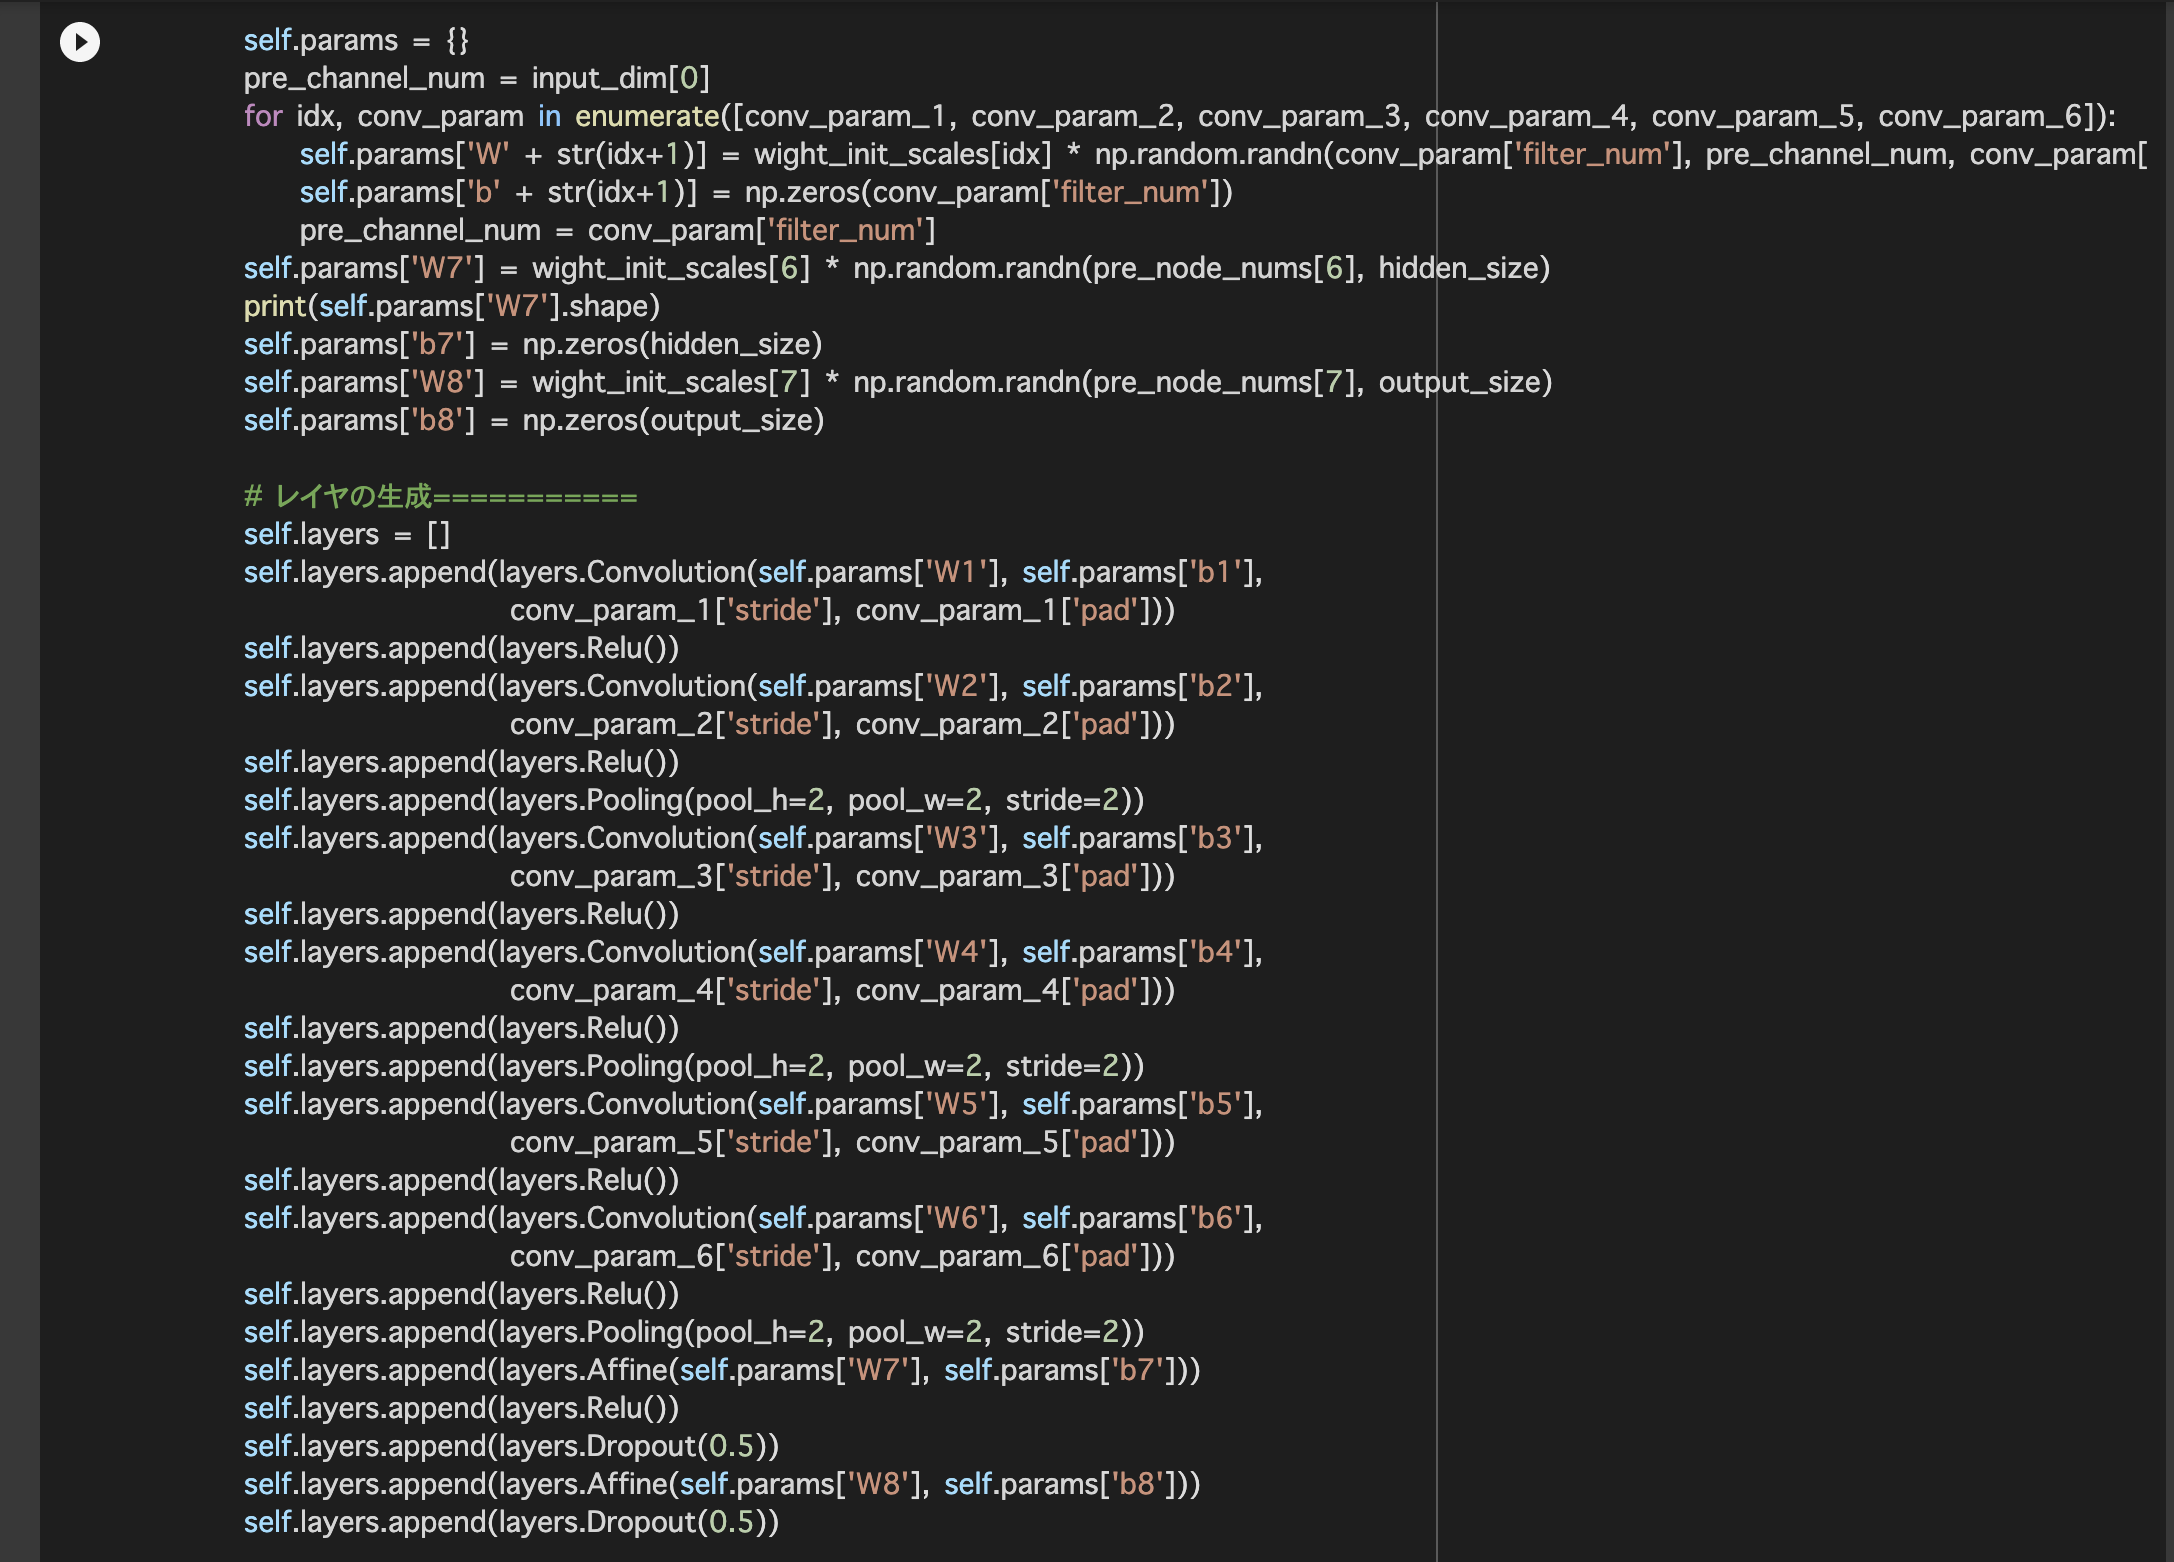 self.params = {}
pre_channel_num = input_dim[0]
for idx, conv_param in enumerate([conv_param_1, conv_param_2, conv_param_3, conv_param_4, conv_param_5, conv_param_6]):
self.params['W' + str(idx+1)] = wight_init_scales[idx] * np.random.randn(conv_param['filter_num'], pre_channel_num, conv_param[
self.params['b' + str(idx+1)] = np.zeros(conv_param['filter_num'])
pre_channel_num = conv_param['filter_num']
self.params['W7'] = wight_init_scales[6] * np.random.randn(pre_node_nums[6], hidden_size)
print(self.params['W7'].shape)
self.params['b7'] = np.zeros(hidden_size)
self.params['W8'] = wight_init_scales[7] * np.random.randn(pre_node_nums[7], output_size)
self.params['b8'] = np.zeros(output_size)
# レイヤの生成===========
self.layers = []
self.layers.append(layers.Convolution(self.params['W1'], self.params['b1'],
conv_param_1['stride'], conv_param_1['pad']))
self.layers.append(layers.Relu())
self.layers.append(layers.Convolution(self.params['W2'], self.params['b2'],
conv_param_2['stride'], conv_param_2['pad']))
self.layers.append(layers.Relu())
self.layers.append(layers.Pooling(pool_h=2, pool_w=2, stride=2))
self.layers.append(layers.Convolution(self.params['W3'], self.params['b3'],
conv_param_3['stride'], conv_param_3['pad']))
self.layers.append(layers.Relu())
self.layers.append(layers.Convolution(self.params['W4'], self.params['b4'],
conv_param_4['stride'], conv_param_4['pad']))
self.layers.append(layers.Relu())
self.layers.append(layers.Pooling(pool_h=2, pool_w=2, stride=2))
self.layers.append(layers.Convolution(self.params['W5'], self.params['b5'],
conv_param_5['stride'], conv_param_5['pad']))
self.layers.append(layers.Relu())
self.layers.append(layers.Convolution(self.params['W6'], self.params['b6'],
conv_param_6['stride'], conv_param_6['pad']))
self.layers.append(layers.Relu())
self.layers.append(layers.Pooling(pool_h=2, pool_w=2, stride=2))
self.layers.append(layers.Affine(self.params['W7'], self.params['b7']))
self.layers.append(layers.Relu())
self.layers.append(layers.Dropout(0.5))
self.layers.append(layers.Affine(self.params['W8'], self.params['b8']))
self.layers.append(layers.Dropout(0.5))